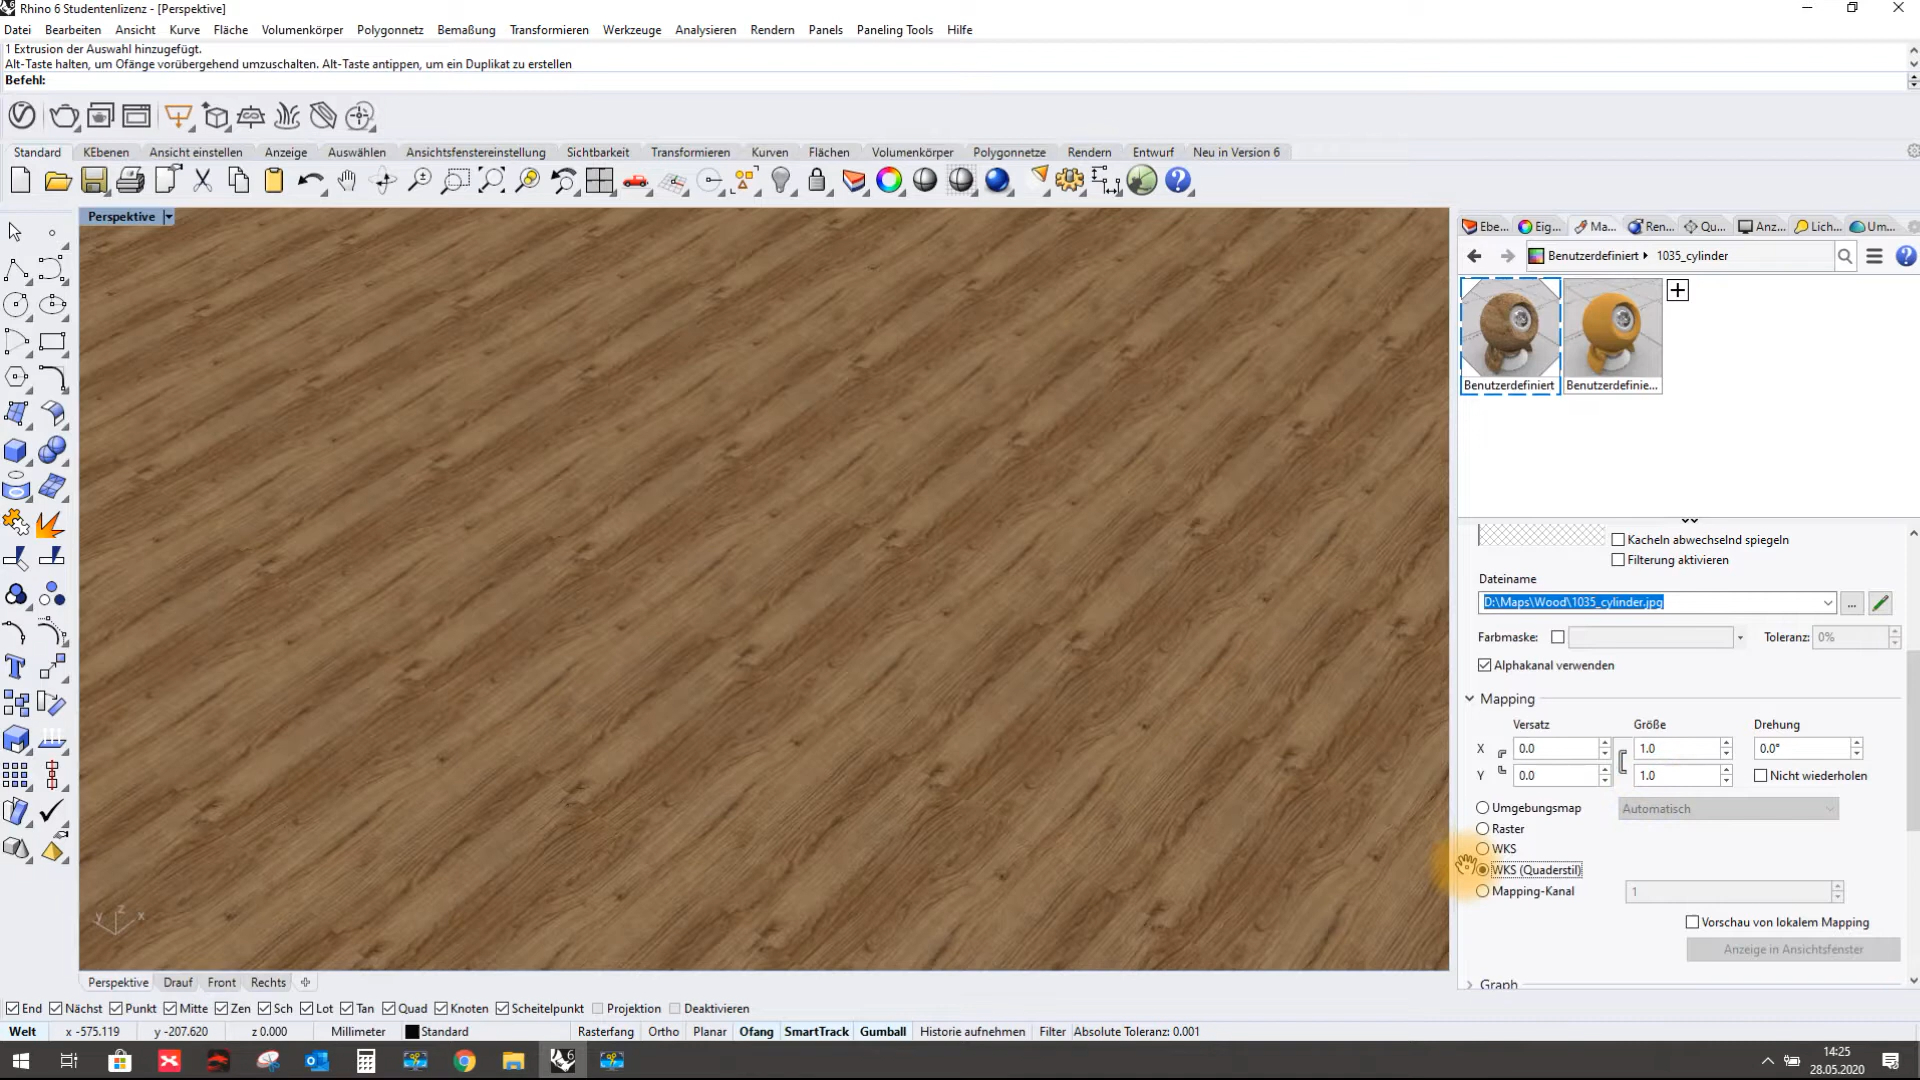 Rhino 6 Studentenlizenz - [Perspektive]
Datei Bearbeiten Ansicht Kurve Fläche Volumenkörper Polygonnetz Bemaßung Transformieren Werkzeuge Analysieren Rendern Panels Paneling Tools Hilfe
1 Extrusion der Auswahl hinzugefügt.
Alt-Taste halten, um Ofänge vorübergehend umzuschalten. Alt-Taste antippen, um ein Duplikat zu erstellen
Befehl:
Standard KEbenen Ansicht einstellen Anzeige Auswählen Ansichtsfenstereinstellung Sichtbarkeit Transformieren Kurven Flächen Volumenkörper Polygonnetze Rendern Entwurf Neu in Version 6
Perspektive
Ebe... Eig... Ma... Ren... Qu... Anz... Lich... Um...
Benutzerdefiniert 1035_cylinder
Benutzerdefiniert Benutzerdefinie...
Kacheln abwechselnd spiegeln
Filterung aktivieren
Dateiname
D:\Maps\Wood\1035_cylinder.jpg ...
Farbmaske: Toleranz: 0%
Alphakanal verwenden
Mapping
Versatz Größe Drehung
X 0.0 1.0 0.0°
Y 0.0 1.0 Nicht wiederholen
Umgebungsmap Automatisch
Raster
WKS
WKS (Quaderstil)
Mapping-Kanal 1
Vorschau von lokalem Mapping
Anzeige in Ansichtsfenster
Graph
y z x
Perspektive Drauf Front Rechts
End Nächst Punkt Mitte Zen Sch Lot Tan Quad Knoten Scheitelpunkt Projektion Deaktivieren
Welt x -575.119 y -207.620 z 0.000 Millimeter Standard Rasterfang Ortho Planar Ofang SmartTrack Gumball Historie aufnehmen Filter Absolute Toleranz: 0.001
14:25
28.05.2020